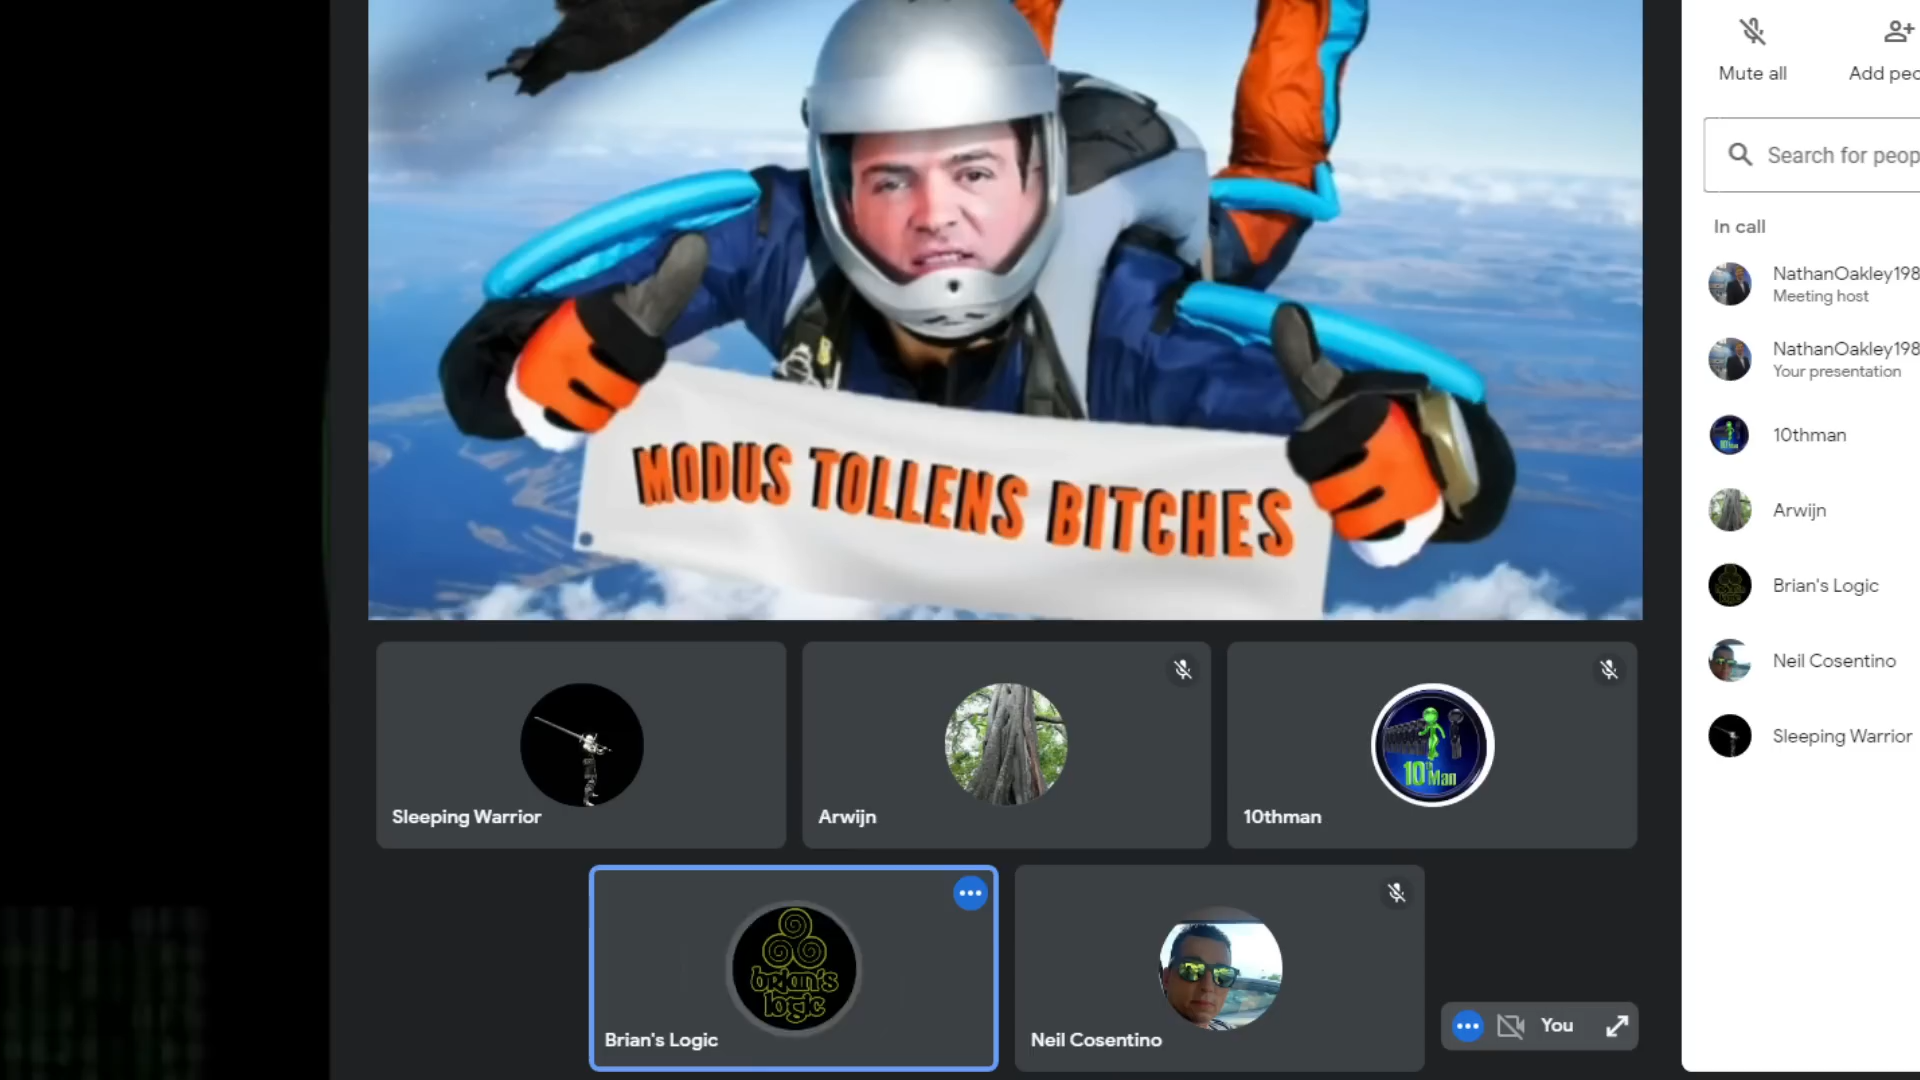 Mute all
Add peo
Search for peop
In call
NathanOakley198
Meeting host
NathanOakley198
Your presentation
10thman
Arwijn
Brian's Logic
Neil Cosentino
Sleeping Warrior
MODUS TOLLENS BITCHES
Sleeping Warrior
Arwijn
10th Man
10thman
brian's
logic
Brian's Logic
Neil Cosentino
You